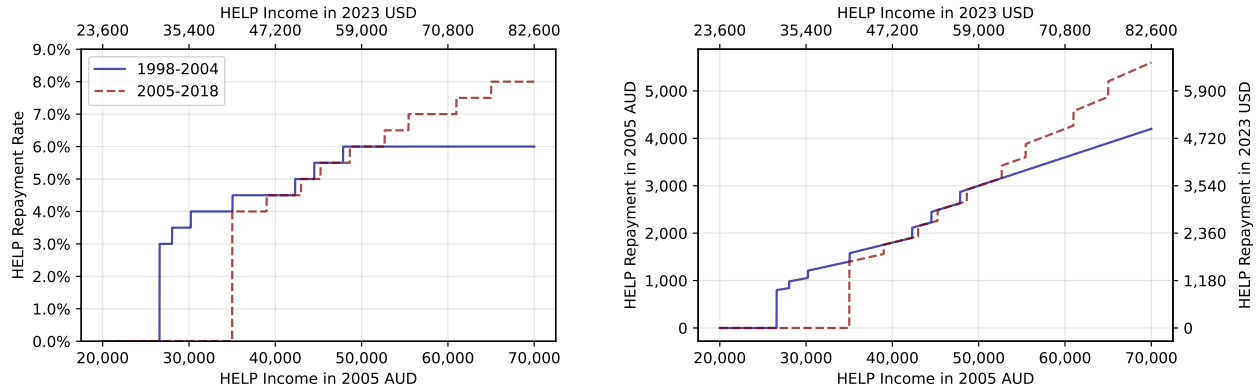 HELP Income in 2023 USD
23,600 35,400 47,200 59,000 70,800 82,600
9.0%
8.0%
7.0%
6.0%
5.0%
4.0%
3.0%
2.0%
1.0%
0.0%
HELP Repayment Rate
1998-2004
2005-2018
20,000 30,000 40,000 50,000 60,000 70,000
HELP Income in 2005 AUD
HELP Income in 2023 USD
23,600 35,400 47,200 59,000 70,800 82,600
HELP Repayment in 2005 AUD
5,000
4,000
3,000
2,000
1,000
0
5,900
4,720
3,540
2,360
1,180
0
HELP Repayment in 2023 USD
20,000 30,000 40,000 50,000 60,000 70,000
HELP Income in 2005 AUD